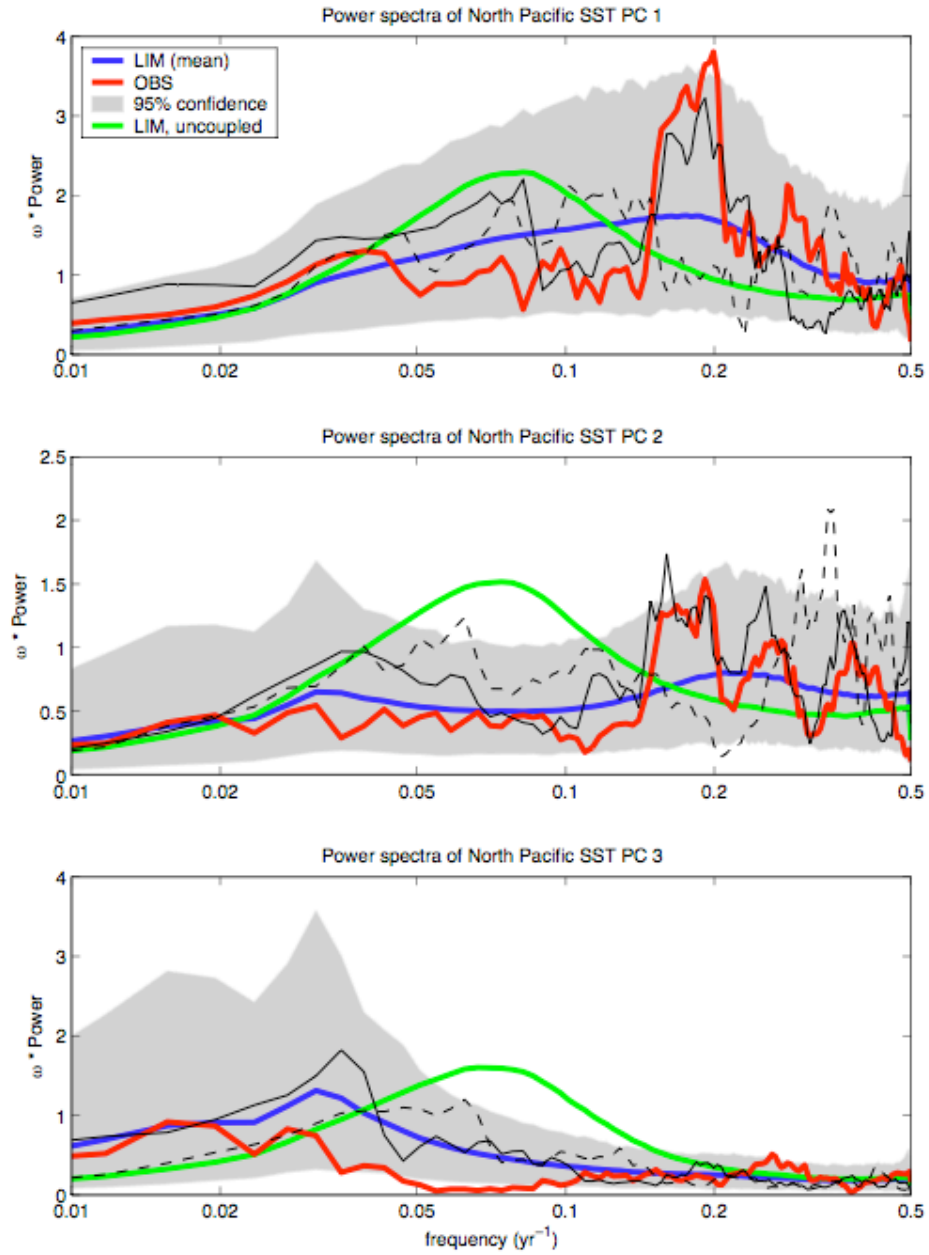 Power spectra of North Pacific SST PC 1
4
LIM (mean)
OBS
95% confidence
LIM, uncoupled
3
2
1
0
ω * Power
0.01 0.02 0.05 0.1 0.2 0.5
Power spectra of North Pacific SST PC 2
2.5
2
1.5
1
0.5
0
ω * Power
0.01 0.02 0.05 0.1 0.2 0.5
Power spectra of North Pacific SST PC 3
4
3
2
1
0
ω * Power
0.01 0.02 0.05 0.1 0.2 0.5
frequency (yr⁻¹)